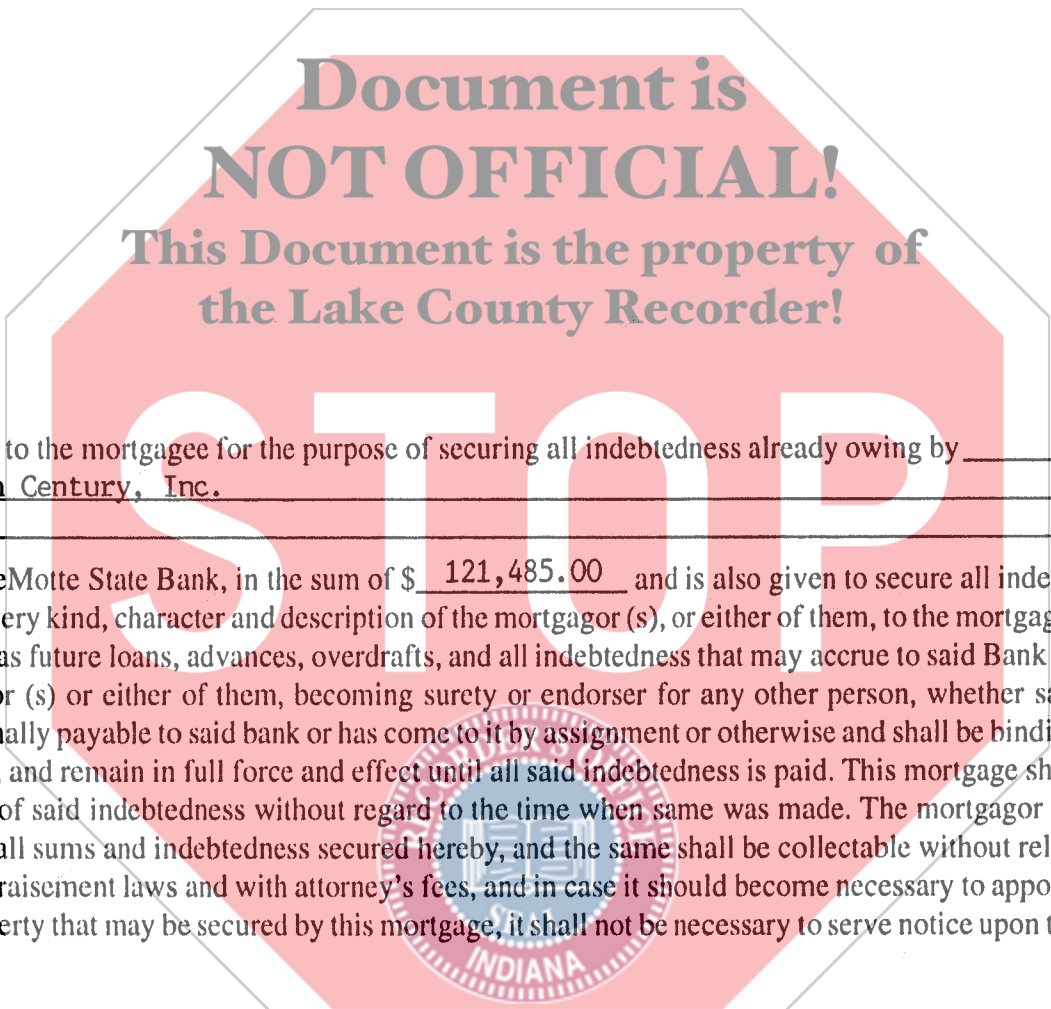 Document is
NOT OFFICIAL!
This Document is the property of
the Lake County Recorder!
STOP
to the mortgagee for the purpose of securing all indebtedness already owing by
Century, Inc.
eMotte State Bank, in the sum of $ 121,485.00 and is also given to secure all inde
ery kind, character and description of the mortgagor (s), or either of them, to the mortgag
as future loans, advances, overdrafts, and all indebtedness that may accrue to said Bank
or (s) or either of them, becoming surety or endorser for any other person, whether sa
nally payable to said bank or has come to it by assignment or otherwise and shall be bindi
, and remain in full force and effect until all said indebtedness is paid. This mortgage sh
of said indebtedness without regard to the time when same was made. The mortgagor
all sums and indebtedness secured hereby, and the same shall be collectable without rel
raisement laws and with attorney's fees, and in case it should become necessary to appo
erty that may be secured by this mortgage, it shall not be necessary to serve notice upon t
RECORDER'S OFFICE
SEAL
INDIANA